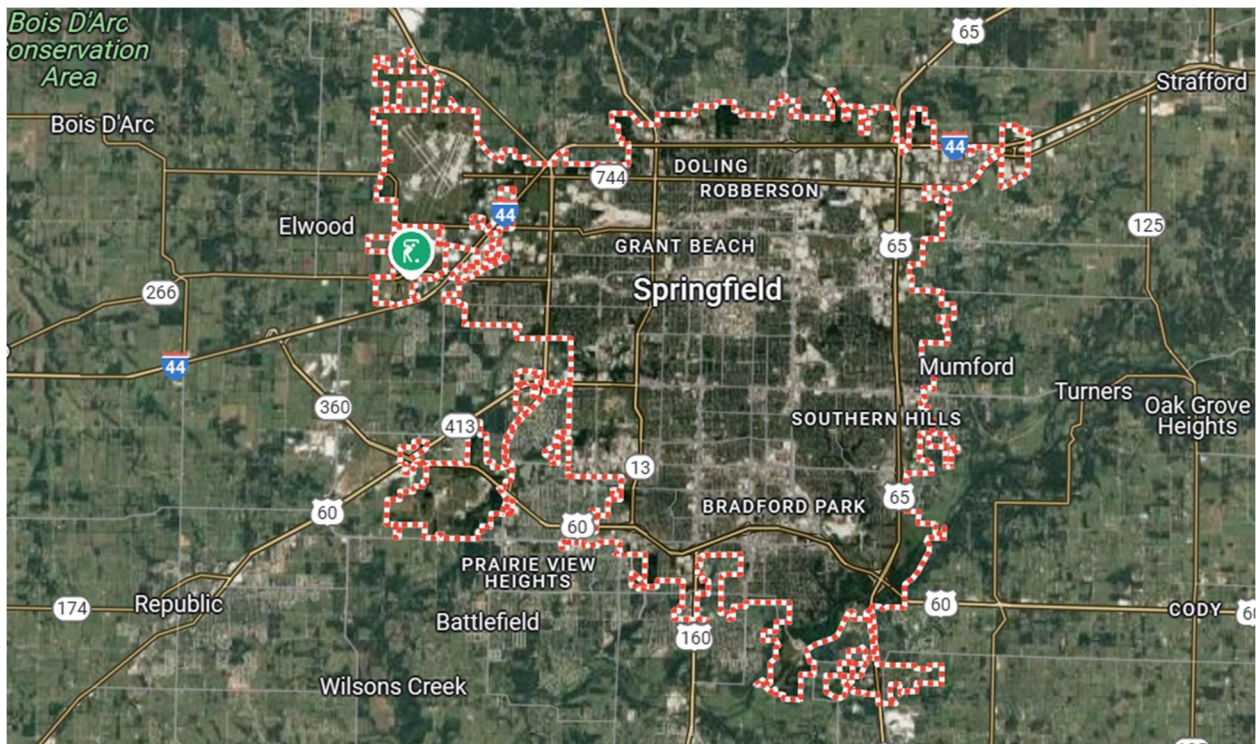 Bois D'Arc
onservation
Area
65
Strafford
Bois D'Arc
44
DOLING
744
ROBBERSON
44
Elwood
125
65
GRANT BEACH
Springfield
266
44
Mumford
Turners
360
Oak Grove
Heights
SOUTHERN HILLS
413
13
65
BRADFORD PARK
60
60
PRAIRIE VIEW
HEIGHTS
174
Republic
60
CODY
60
Battlefield
160
Wilsons Creek